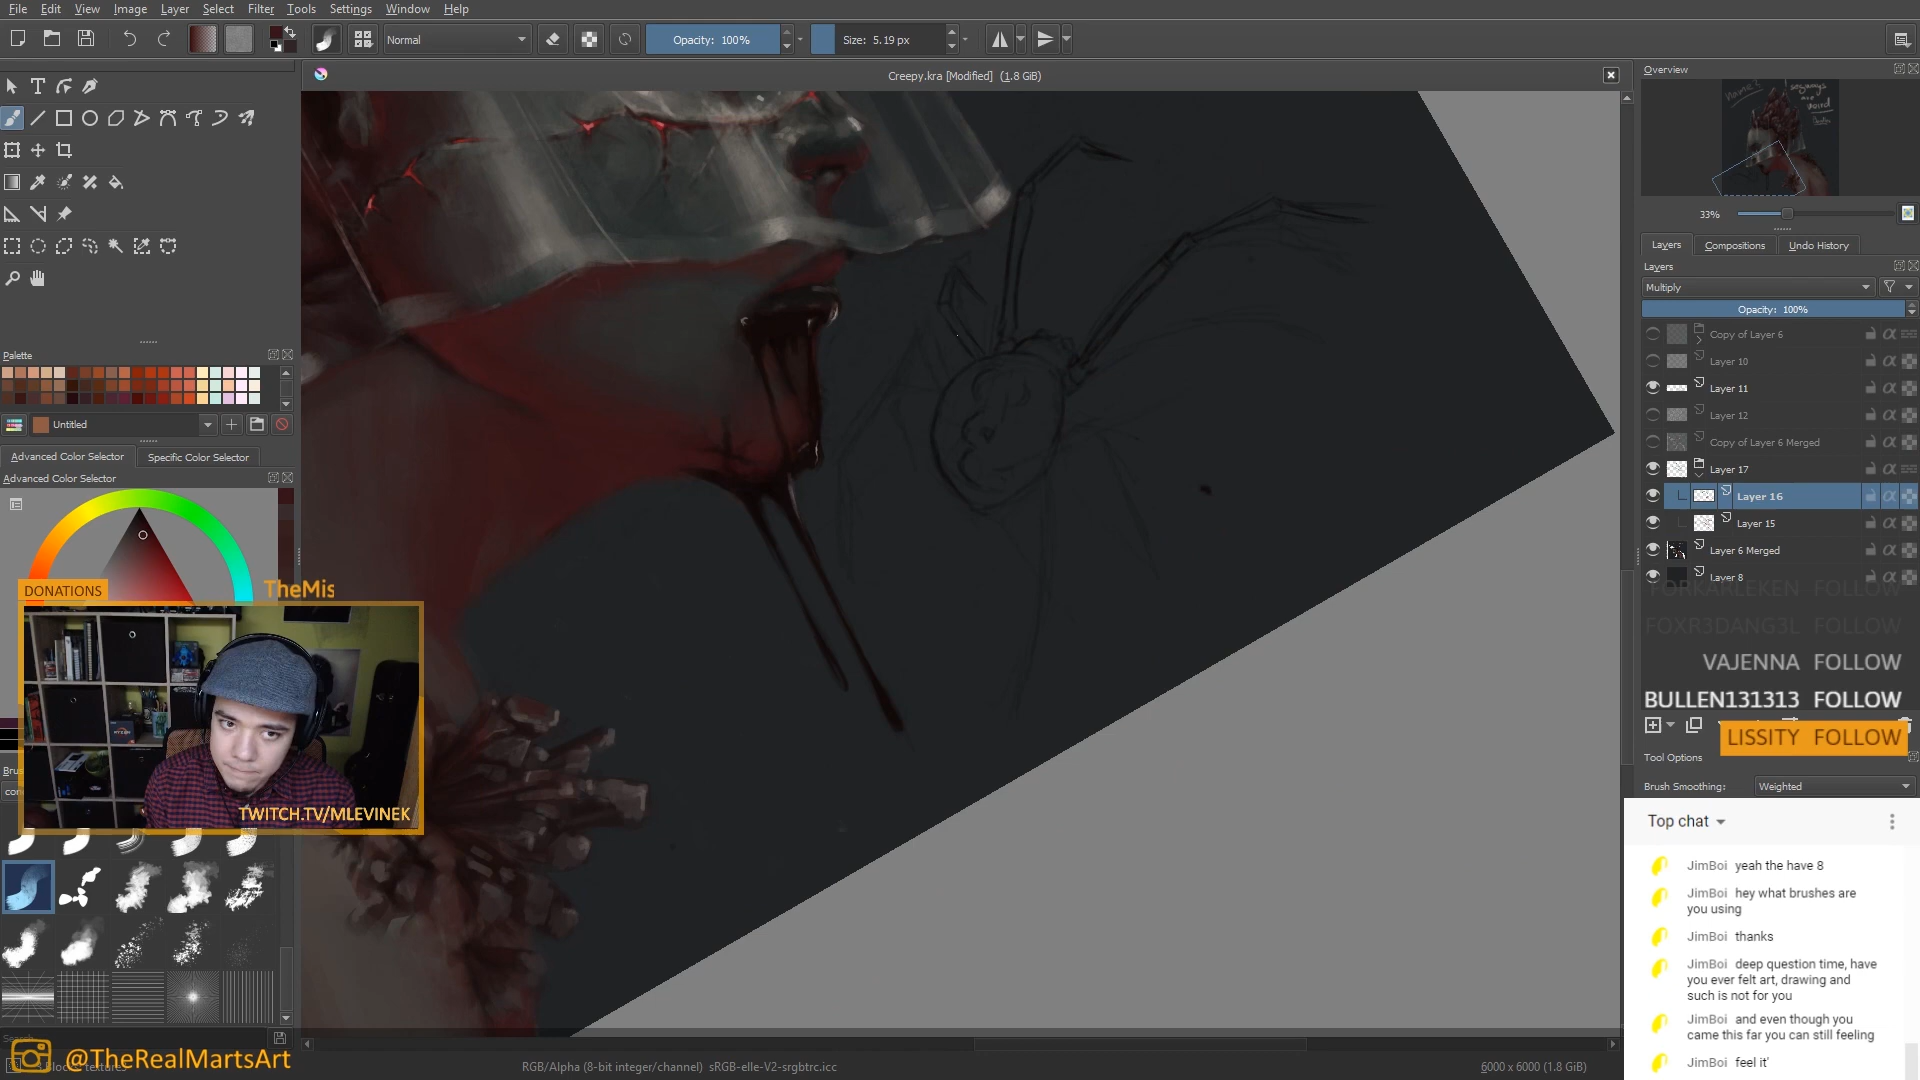 File Edit View Image Layer Select Filter Tools Settings Window Help
Normal
Opacity: 100%
Size: 5.19 px
Creepy.kra [Modified] (1.8 GiB)
Overview
33%
Layers Compositions Undo History
Layers
Multiply
Opacity: 100%
Copy of Layer 6
Layer 10
Layer 11
Layer 12
Copy of Layer 6 Merged
Layer 17
Layer 16
Layer 15
Layer 6 Merged
Layer 8
FOXR3DANG3L FOLLOW
VAJENNA FOLLOW
BULLEN131313 FOLLOW
LISSITY FOLLOW
Tool Options
Brush Smoothing: Weighted
Top chat
JimBoi yeah the have 8
JimBoi hey what brushes are
you using
JimBoi thanks
JimBoi deep question time, have
you ever felt art, drawing and
such is not for you
JimBoi and even though you
came this far you can still feeling
JimBoi feel it'
Palette
Untitled
Advanced Color Selector Specific Color Selector
Advanced Color Selector
DONATIONS
TheMis
TWITCH.TV/MLEVINEK
@TheRealMartsArt
RGB/Alpha (8-bit integer/channel) sRGB-elle-V2-srgbtrc.icc
6000 x 6000 (1.8 GiB)